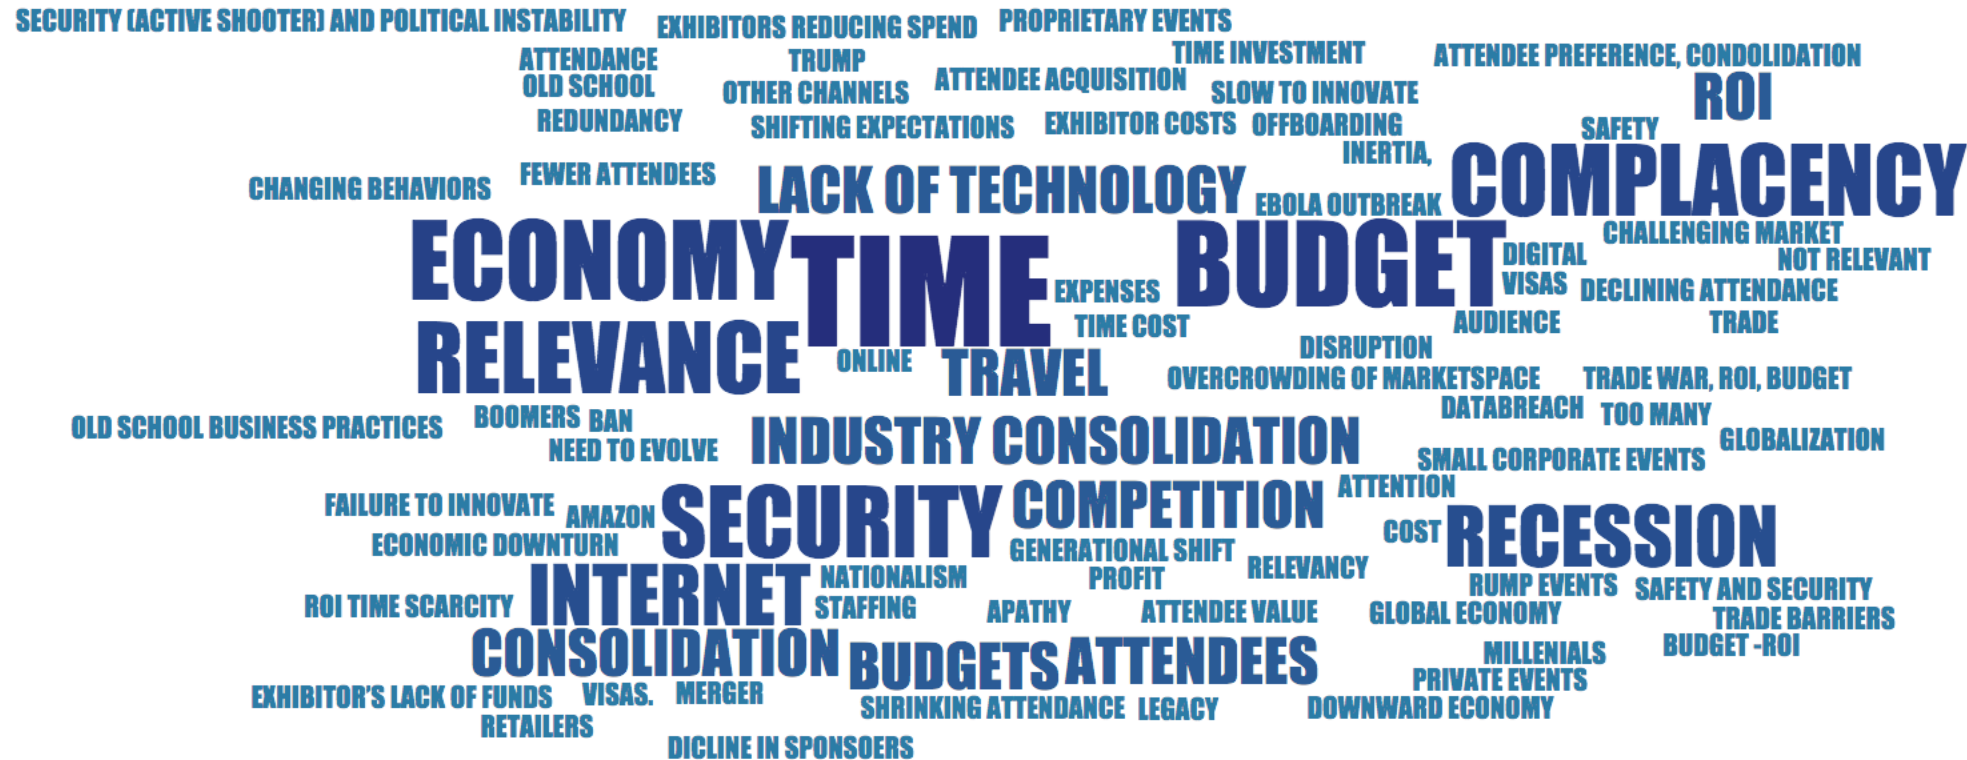 SECURITY (ACTIVE SHOOTER) AND POLITICAL INSTABILITY
EXHIBITORS REDUCING SPEND
PROPRIETARY EVENTS
ATTENDANCE
TRUMP
TIME INVESTMENT
ATTENDEE PREFERENCE, CONDOLIDATION
OLD SCHOOL
OTHER CHANNELS
ATTENDEE ACQUISITION
SLOW TO INNOVATE
ROI
REDUNDANCY
SHIFTING EXPECTATIONS
EXHIBITOR COSTS
OFFBOARDING
SAFETY
INERTIA,
COMPLACENCY
CHANGING BEHAVIORS
FEWER ATTENDEES
LACK OF TECHNOLOGY
EBOLA OUTBREAK
CHALLENGING MARKET
ECONOMY
TIME
BUDGET
DIGITAL
NOT RELEVANT
EXPENSES
VISAS
DECLINING ATTENDANCE
TIME COST
AUDIENCE
TRADE
RELEVANCE
ONLINE
TRAVEL
DISRUPTION
OVERCROWDING OF MARKETSPACE
TRADE WAR, ROI, BUDGET
OLD SCHOOL BUSINESS PRACTICES
BOOMERS
BAN
DATABREACH
TOO MANY
NEED TO EVOLVE
INDUSTRY CONSOLIDATION
GLOBALIZATION
SMALL CORPORATE EVENTS
FAILURE TO INNOVATE
AMAZON
SECURITY
COMPETITION
ATTENTION
ECONOMIC DOWNTURN
GENERATIONAL SHIFT
COST
RECESSION
INTERNET
NATIONALISM
PROFIT
RELEVANCY
RUMP EVENTS
SAFETY AND SECURITY
ROI TIME SCARCITY
STAFFING
APATHY
ATTENDEE VALUE
GLOBAL ECONOMY
TRADE BARRIERS
CONSOLIDATION
BUDGETS
ATTENDEES
MILLENIALS
BUDGET -ROI
PRIVATE EVENTS
EXHIBITOR'S LACK OF FUNDS
VISAS.
MERGER
SHRINKING ATTENDANCE
LEGACY
DOWNWARD ECONOMY
RETAILERS
DICLINE IN SPONSOERS